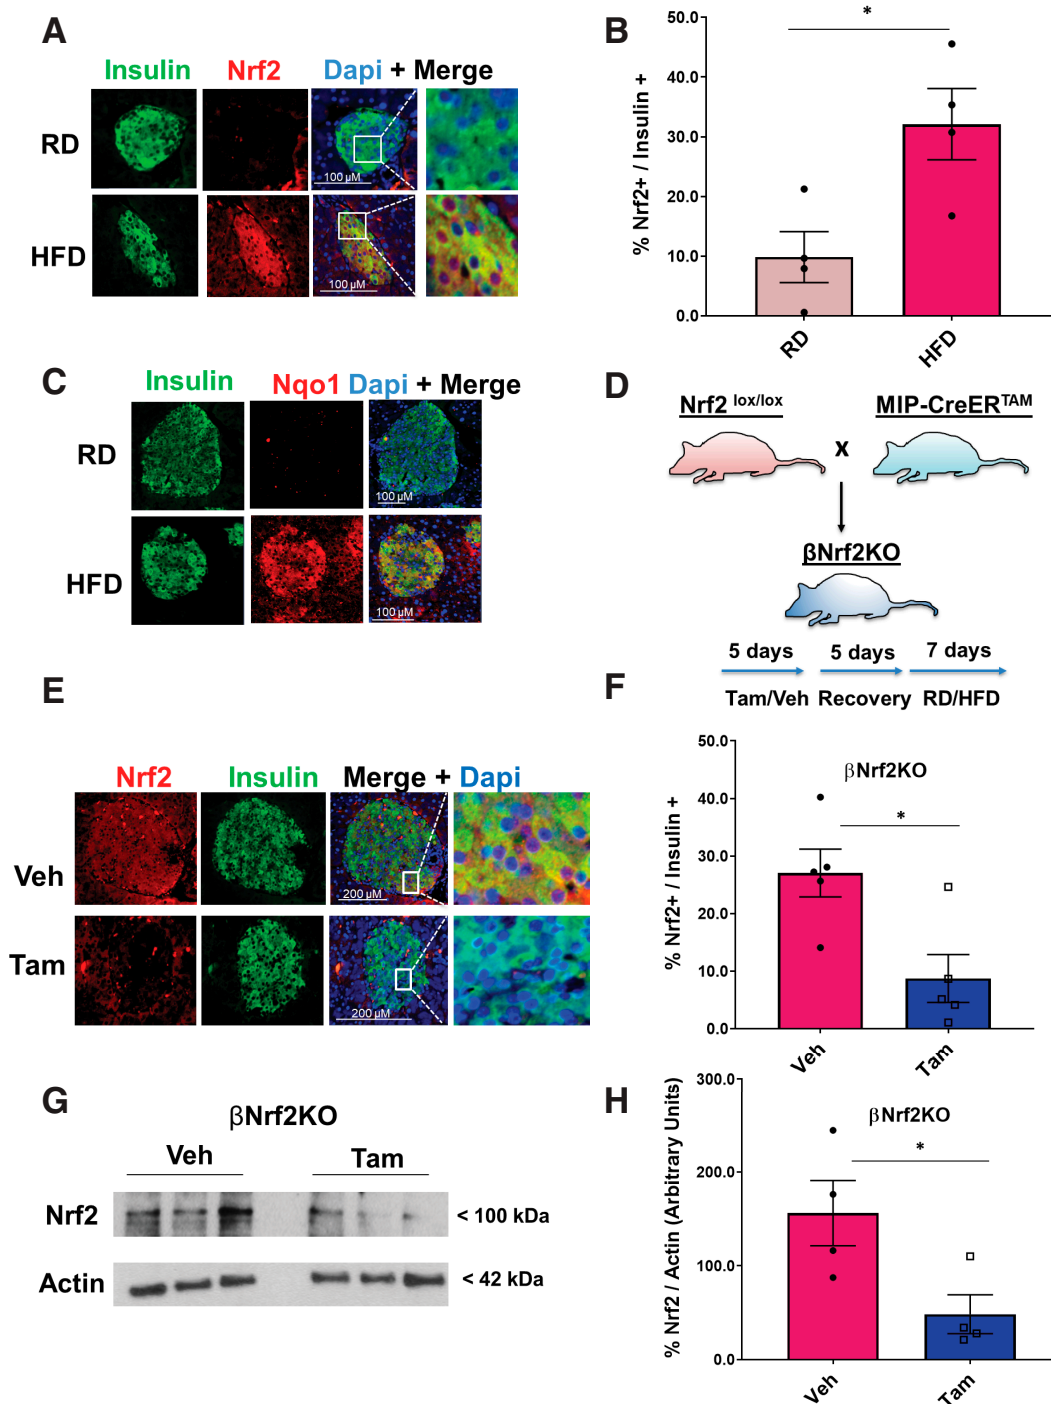 A
Insulin Nrf2 Dapi + Merge
RD
100 µM
HFD
100 µM
B
% Nrf2+ / Insulin +
50.0
40.0
30.0
20.0
10.0
0.0
*
RD
HFD
C
Insulin Nqo1 Dapi + Merge
RD
100 µM
HFD
100 µM
D
Nrf2 lox/lox
MIP-CreERTAM
X
βNrf2KO
5 days 5 days 7 days
Tam/Veh Recovery RD/HFD
E
Nrf2 Insulin Merge + Dapi
Veh
200 µM
Tam
200 µM
F
% Nrf2+ / Insulin +
50.0
40.0
30.0
20.0
10.0
0.0
βNrf2KO
*
Veh
Tam
G
βNrf2KO
Veh Tam
Nrf2 < 100 kDa
Actin < 42 kDa
H
% Nrf2 / Actin (Arbitrary Units)
300.0
200.0
100.0
0.0
βNrf2KO
*
Veh
Tam